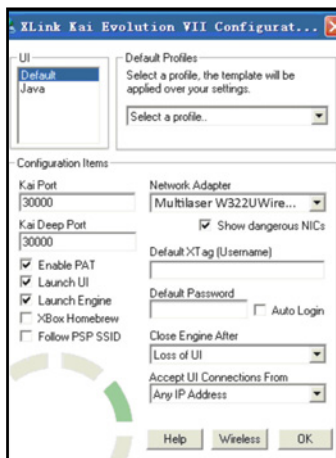 XLink Kai Evolution VII Configurat...
UI
Default
Java
Default Profiles
Select a profile, the template will be
applied over your settings.
Select a profile..
Configuration Items
Kai Port
30000
Kai Deep Port
30000
Enable PAT
Launch UI
Launch Engine
XBox Homebrew
Follow PSP SSID
Network Adapter
Multilaser W322UWire...
Show dangerous NICs
Default XTag (Username)
Default Password
Auto Login
Close Engine After
Loss of UI
Accept UI Connections From
Any IP Address
Help
Wireless
OK